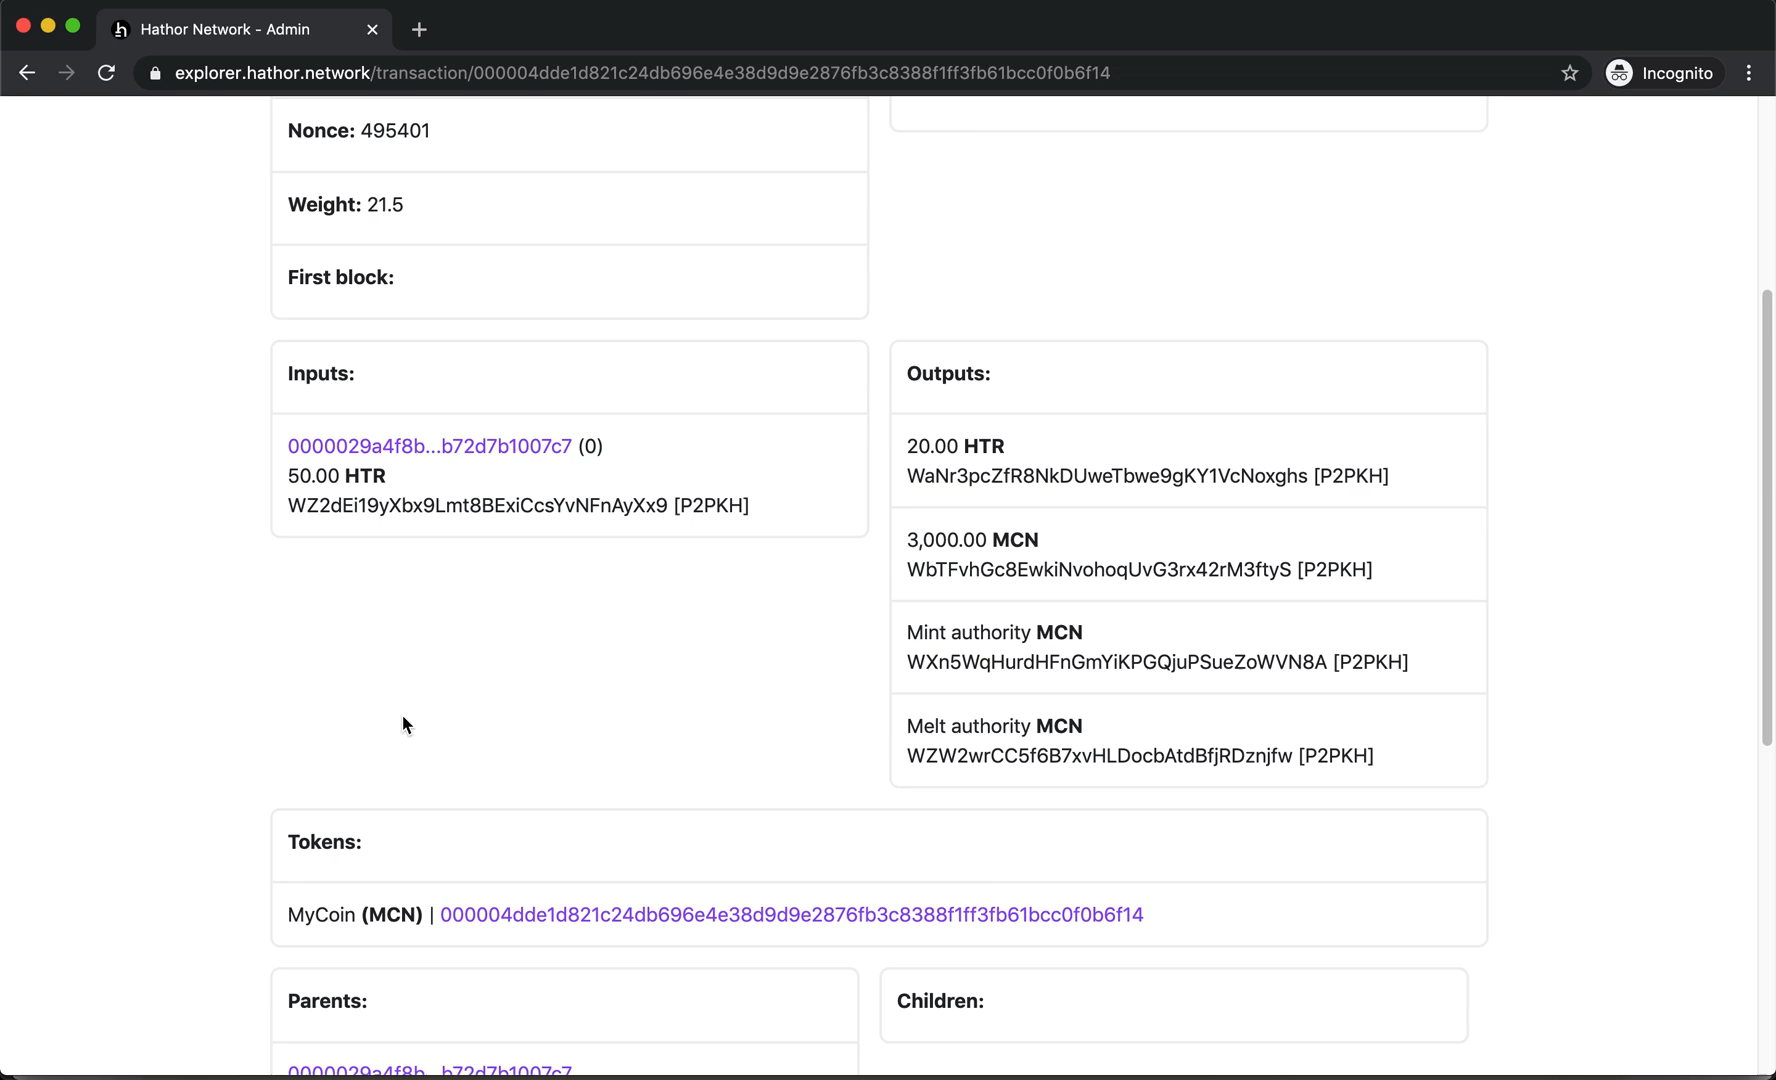 Hathor Network - Admin
explorer.hathor.network/transaction/000004dde1d821c24db696e4e38d9d9e2876fb3c8388f1ff3fb61bcc0f0b6f14
Incognito
Nonce: 495401
Weight: 21.5
First block:
Inputs:
0000029a4f8b...b72d7b1007c7 (0)
50.00 HTR
WZ2dEi19yXbx9Lmt8BExiCcsYvNFnAyXx9 [P2PKH]
Outputs:
20.00 HTR
WaNr3pcZfR8NkDUweTbwe9gKY1VcNoxghs [P2PKH]
3,000.00 MCN
WbTFvhGc8EwkiNvohoqUvG3rx42rM3ftyS [P2PKH]
Mint authority MCN
WXn5WqHurdHFnGmYiKPGQjuPSueZoWVN8A [P2PKH]
Melt authority MCN
WZW2wrCC5f6B7xvHLDocbAtdBfjRDznjfw [P2PKH]
Tokens:
MyCoin (MCN) | 000004dde1d821c24db696e4e38d9d9e2876fb3c8388f1ff3fb61bcc0f0b6f14
Parents:
0000029a4f8b...b72d7b1007c7
Children: